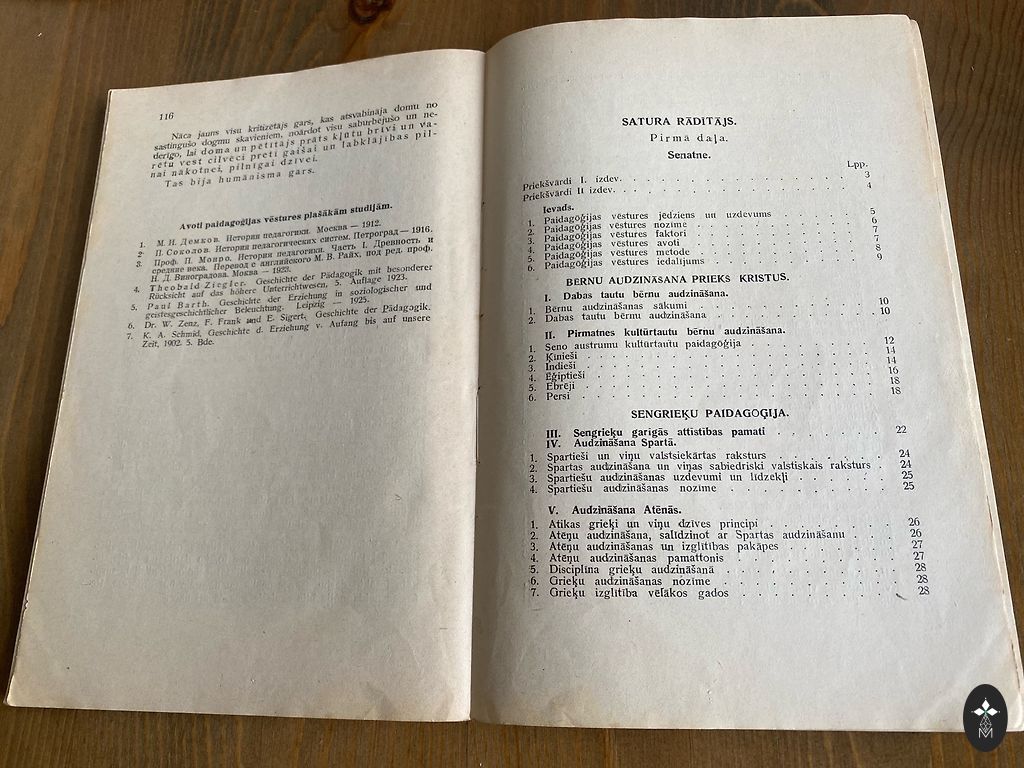 116
Nāca jauns visu kritizētājs gars, kas atsvabināja domu no
sastingušo dogmu skavieniem, noārdot visu saburbējušo un ne-
derīgo, lai doma un pētītājs prāts kļūtu brīvi un va-
rētu vest cilvēci pretī gaišai un labklājības pil-
nai nākotnei, pilnīgai dzīvei.
Tas bija humānisma gars.
Avoti paidagoģijas vēstures plašākām studijām.
1. М. И. Демков. История педагогики. Москва — 1912.
2. П. Соколов. История педагогических систем. Петроград — 1916.
3. Проф. П. Монро. История педагогики. Часть I. Древность и
средние века. Перевод с английского М. В. Райх, под ред. проф.
Н. Д. Виноградова. Москва — 1923.
4. Theobald Ziegler. Geschichte der Pädagogik mit besonderer
Rücksicht auf das höhere Unterrichtwesen, 5. Auflage 1923.
5. Paul Barth. Geschichte der Erziehung in soziologischer und
geistesgeschichtlicher Beleuchtung. Leipzig — 1925.
6. Dr. W. Zenz, F. Frank und E. Sigert, Geschichte der Pädagogik.
7. K. A. Schmid, Geschichte d. Erziehung v. Aufang bis auf unsere
Zeit, 1902. 5. Bde.
SATURA RĀDĪTĀJS.
Pirmā daļa.
Senatne.
Lpp.
Priekšvārdi I. izdev. 3
Priekšvārdi II izdev. 4
Ievads.
1. Paidagoģijas vēstures jēdziens un uzdevums 5
2. Paidagoģijas vēstures nozīme 6
3. Paidagoģijas vēstures faktori 7
4. Paidagoģijas vēstures avoti 7
5. Paidagoģijas vēstures metode 8
6. Paidagoģijas vēstures iedalījums 9
BĒRNU AUDZINĀŠANA PRIEKS KRISTUS.
I. Dabas tautu bērnu audzināšana.
1. Bērnu audzināšanas sākumi 10
2. Dabas tautu bērnu audzināšana 10
II. Pirmatnes kultūrtautu bērnu audzināšana.
1. Seno austrumu kultūrtautu paidagoģija 12
2. Ķinieši 14
3. Indieši 14
4. Ēģiptieši 16
5. Ebrēji 18
6. Persi 18
SENGRIEĶU PAIDAGOĢIJA.
III. Sengrieķu garīgās attīstības pamati 22
IV. Audzināšana Spartā.
1. Spartieši un viņu valstsiekārtas raksturs 24
2. Spartas audzināšana un viņas sabiedriski valstiskais raksturs 24
3. Spartiešu audzināšanas uzdevumi un līdzekļi 25
4. Spartiešu audzināšanas nozīme 25
V. Audzināšana Atēnās.
1. Atikas grieķi un viņu dzīves principi 26
2. Atēņu audzināšana, salīdzinot ar Spartas audzināšanu 26
3. Atēņu audzināšanas un izglītības pakāpes 27
4. Atēņu audzināšanas pamattonis 27
5. Disciplīna grieķu audzināšanā 28
6. Grieķu audzināšanas nozīme 28
7. Grieķu izglītība vēlākos gados 28
M